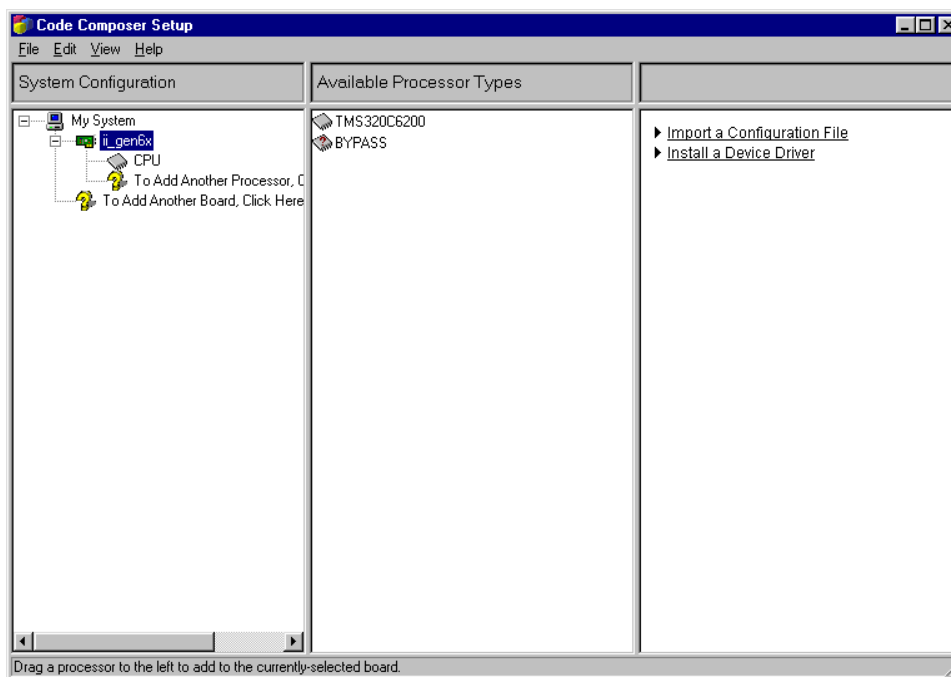 Code Composer Setup
File Edit View Help
System Configuration
Available Processor Types
My System
ii_gen6x
CPU
To Add Another Processor, C
To Add Another Board, Click Here
TMS320C6200
BYPASS
Import a Configuration File
Install a Device Driver
Drag a processor to the left to add to the currently-selected board.